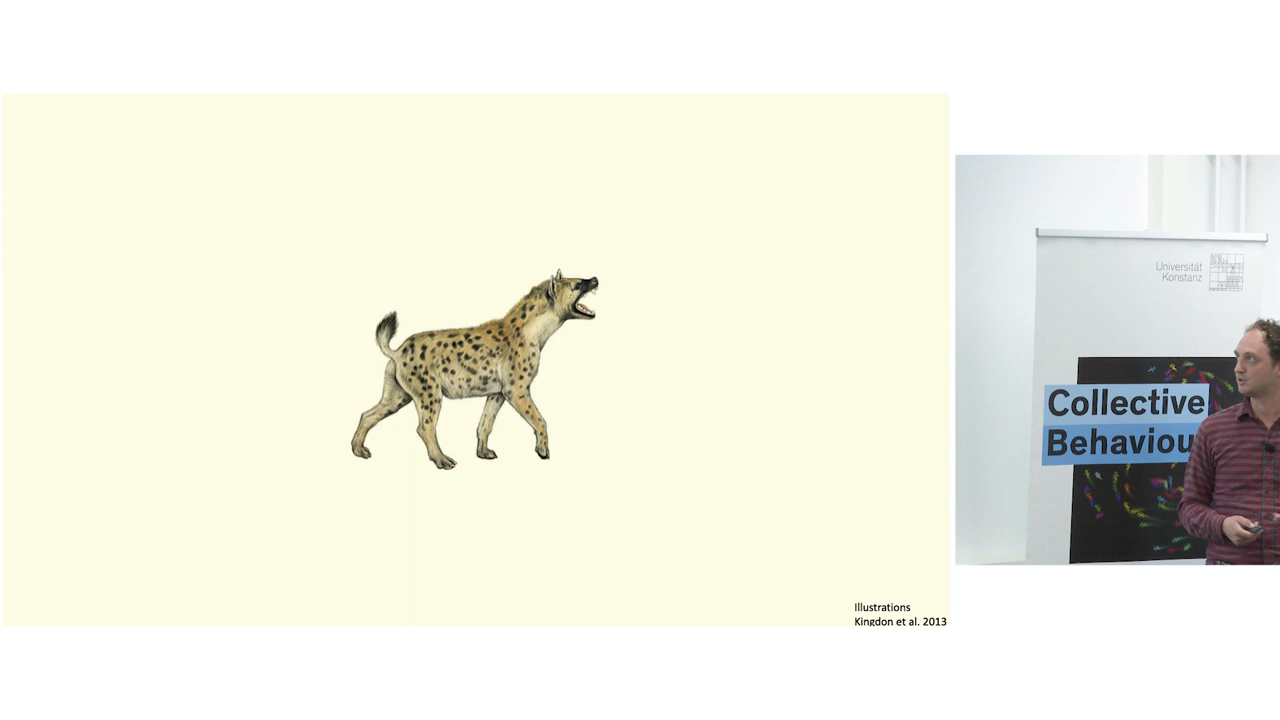 Illustrations
Kingdon et al. 2013
Universität
Konstanz
Collective
Behaviou